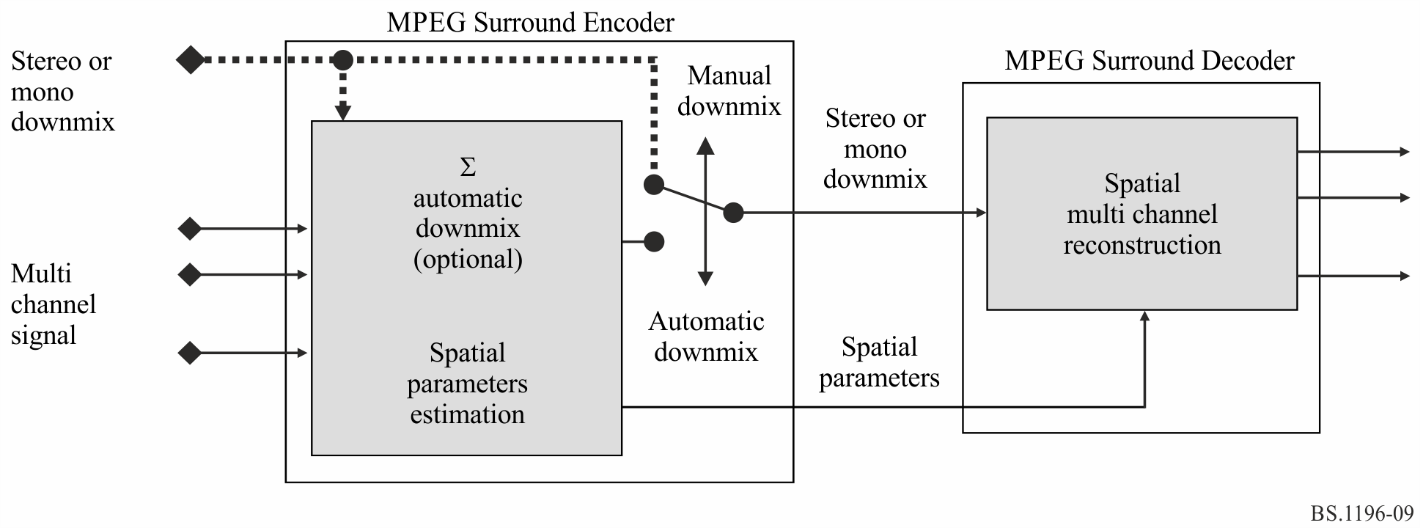 MPEG Surround Encoder
Stereo or
mono
downmix
Manual
downmix
MPEG Surround Decoder
Σ
automatic
downmix
(optional)
Stereo or
mono
downmix
Spatial
multi channel
reconstruction
Multi
channel
signal
Automatic
downmix
Spatial
parameters
estimation
Spatial
parameters
BS.1196-09